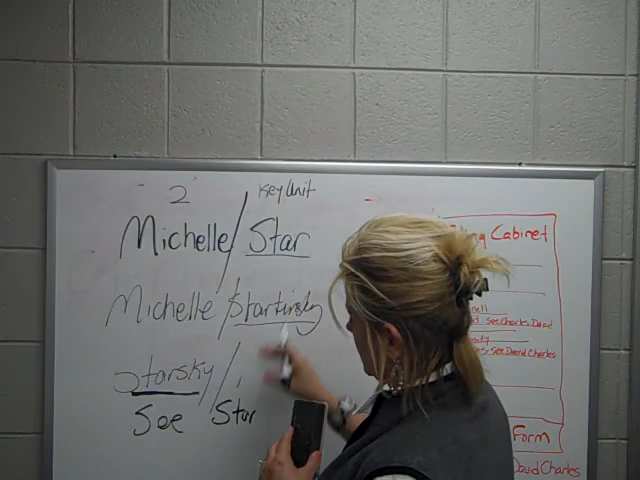 2 Key Unit
Michelle / Star
Michelle /
Starsky /
See Star
Cabinet
See Charles, David
See David Charles
Form
David Charles